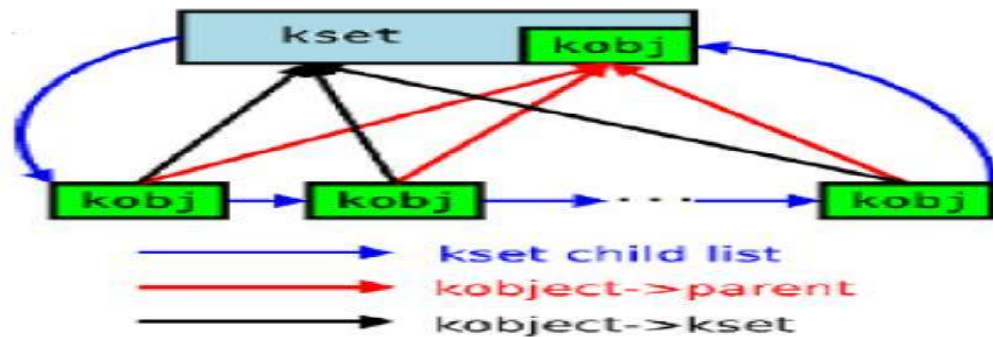 kset
kobj
kobj kobj ... kobj
kset child list
kobject->parent
kobject->kset